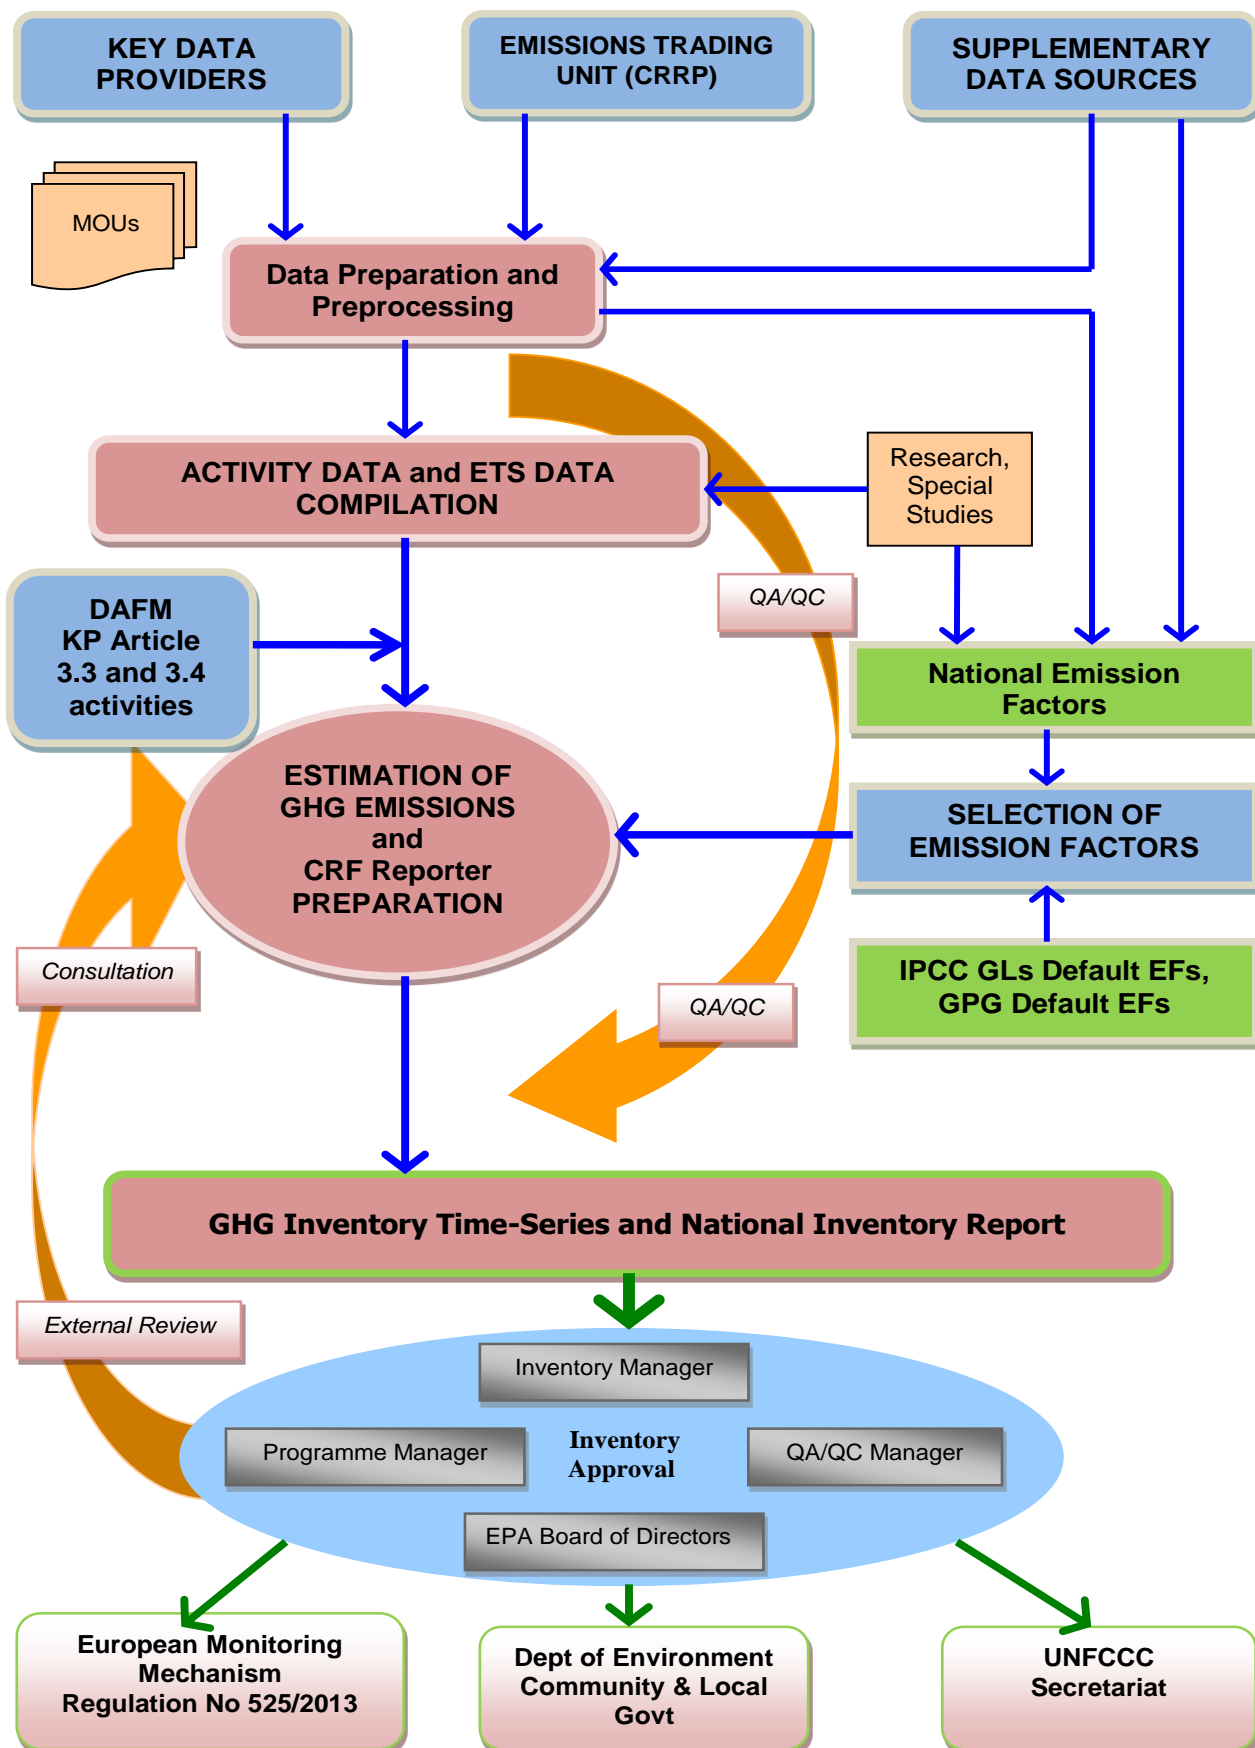 KEY DATA
PROVIDERS
EMISSIONS TRADING
UNIT (CRRP)
SUPPLEMENTARY
DATA SOURCES
MOUs
Data Preparation and
Preprocessing
ACTIVITY DATA and ETS DATA
COMPILATION
Research,
Special
Studies
QA/QC
DAFM
KP Article
3.3 and 3.4
activities
National Emission
Factors
ESTIMATION OF
GHG EMISSIONS
and
CRF Reporter
PREPARATION
SELECTION OF
EMISSION FACTORS
Consultation
QA/QC
IPCC GLs Default EFs,
GPG Default EFs
GHG Inventory Time-Series and National Inventory Report
External Review
Inventory Manager
Programme Manager
Inventory
Approval
QA/QC Manager
EPA Board of Directors
European Monitoring
Mechanism
Regulation No 525/2013
Dept of Environment
Community & Local
Govt
UNFCCC
Secretariat